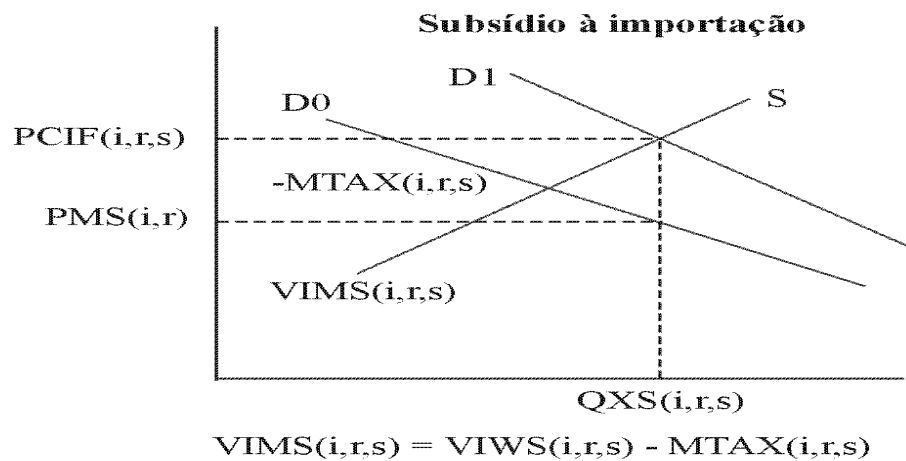 Subsídio à importação
D1
D0
S
PCIF(i,r,s)
-MTAX(i,r,s)
PMS(i,r)
VIMS(i,r,s)
QXS(i,r,s)
VIMS(i,r,s) = VIWS(i,r,s) - MTAX(i,r,s)